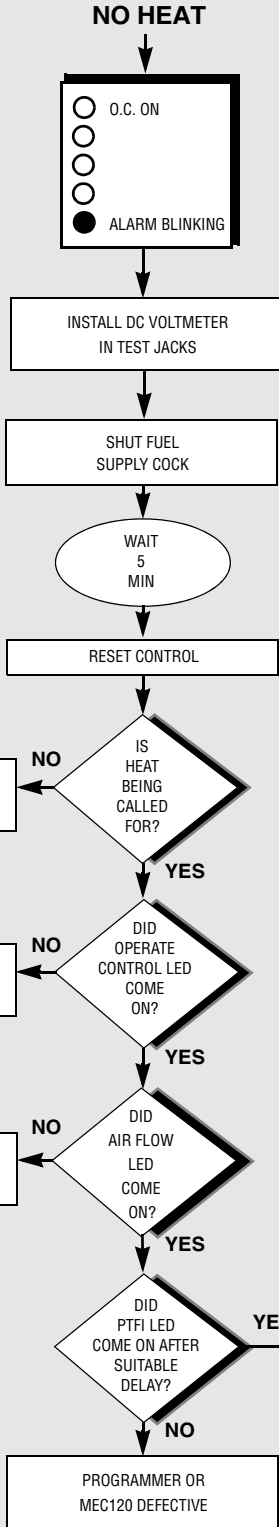 NO HEAT
O.C. ON
ALARM BLINKING
INSTALL DC VOLTMETER
IN TEST JACKS
SHUT FUEL
SUPPLY COCK
WAIT
5
MIN
RESET CONTROL
IS
HEAT
BEING
CALLED
FOR?
NO
YES
DID
OPERATE
CONTROL LED
COME
ON?
NO
YES
DID
AIR FLOW
LED
COME
ON?
NO
YES
DID
PTFI LED
COME ON AFTER
SUITABLE
DELAY?
YE
NO
PROGRAMMER OR
MEC120 DEFECTIVE